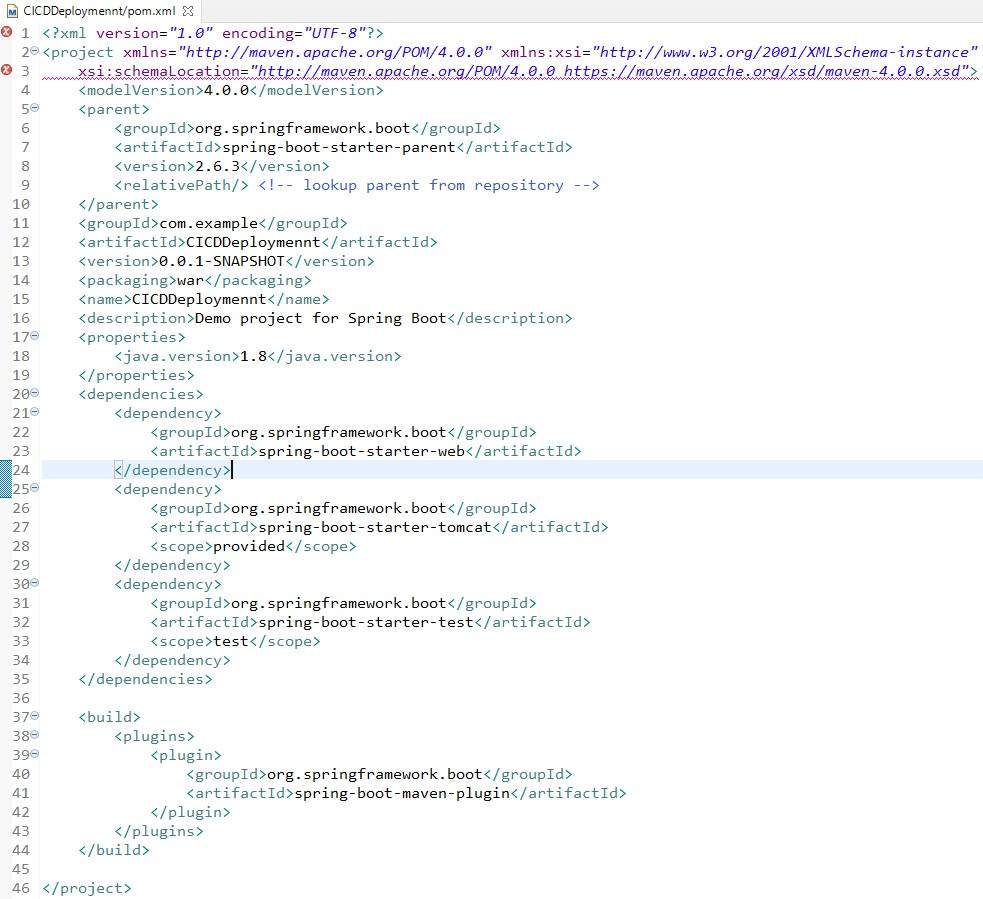 CICDDeploymennt/pom.xml
1 <?xml version="1.0" encoding="UTF-8"?>
2 <project xmlns="http://maven.apache.org/POM/4.0.0" xmlns:xsi="http://www.w3.org/2001/XMLSchema-instance"
3     xsi:schemaLocation="http://maven.apache.org/POM/4.0.0 https://maven.apache.org/xsd/maven-4.0.0.xsd">
4     <modelVersion>4.0.0</modelVersion>
5     <parent>
6         <groupId>org.springframework.boot</groupId>
7         <artifactId>spring-boot-starter-parent</artifactId>
8         <version>2.6.3</version>
9         <relativePath/> <!-- lookup parent from repository -->
10     </parent>
11     <groupId>com.example</groupId>
12     <artifactId>CICDDeploymennt</artifactId>
13     <version>0.0.1-SNAPSHOT</version>
14     <packaging>war</packaging>
15     <name>CICDDeploymennt</name>
16     <description>Demo project for Spring Boot</description>
17     <properties>
18         <java.version>1.8</java.version>
19     </properties>
20     <dependencies>
21         <dependency>
22             <groupId>org.springframework.boot</groupId>
23             <artifactId>spring-boot-starter-web</artifactId>
24         </dependency>
25         <dependency>
26             <groupId>org.springframework.boot</groupId>
27             <artifactId>spring-boot-starter-tomcat</artifactId>
28             <scope>provided</scope>
29         </dependency>
30         <dependency>
31             <groupId>org.springframework.boot</groupId>
32             <artifactId>spring-boot-starter-test</artifactId>
33             <scope>test</scope>
34         </dependency>
35     </dependencies>
36
37     <build>
38         <plugins>
39             <plugin>
40                 <groupId>org.springframework.boot</groupId>
41                 <artifactId>spring-boot-maven-plugin</artifactId>
42             </plugin>
43         </plugins>
44     </build>
45
46 </project>